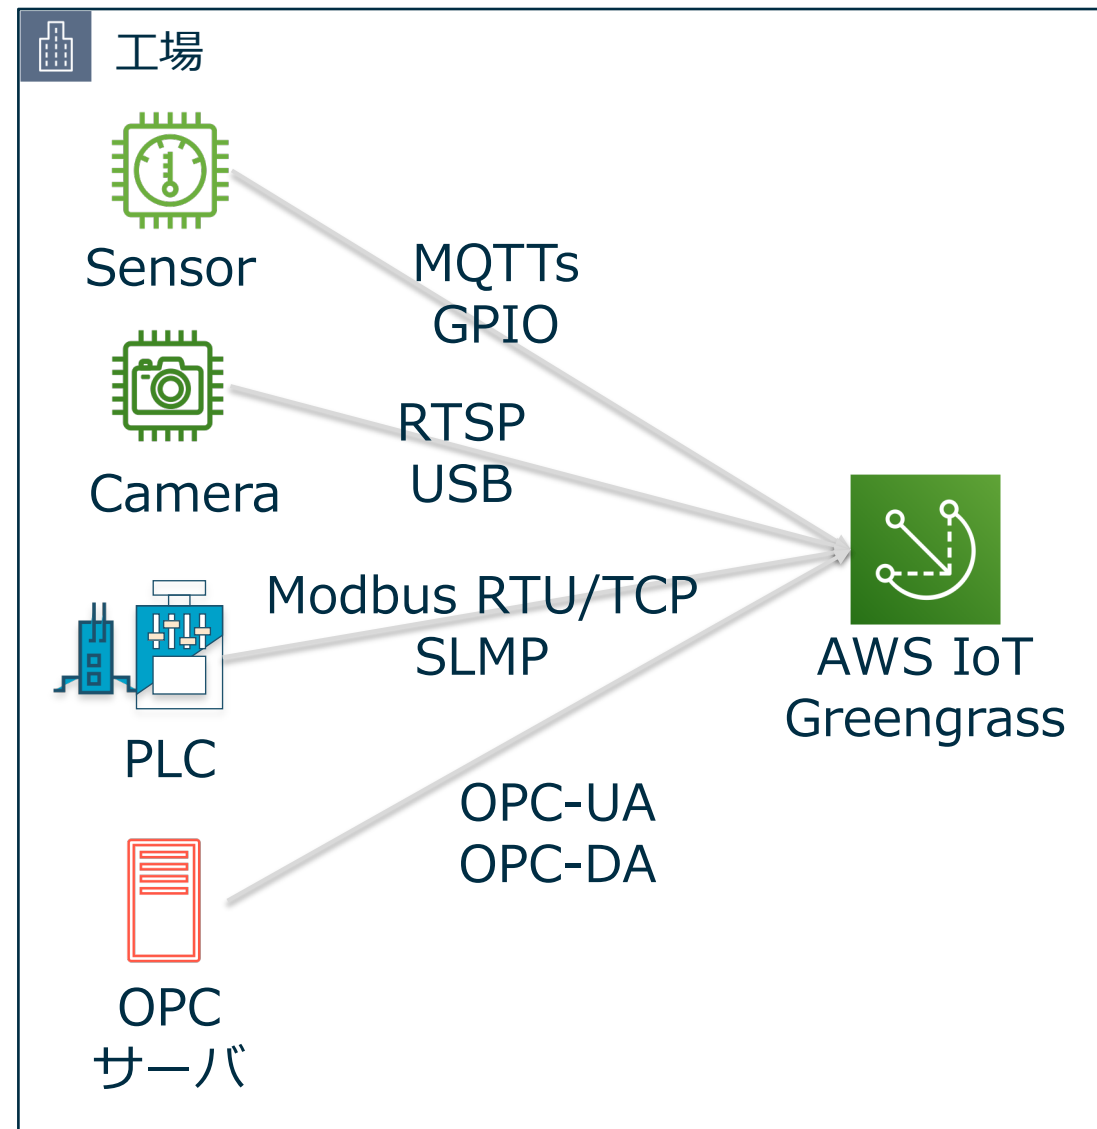 工場
Sensor
MQTTs
GPIO
Camera
RTSP
USB
PLC
Modbus RTU/TCP
SLMP
OPC
サーバ
OPC-UA
OPC-DA
AWS IoT
Greengrass